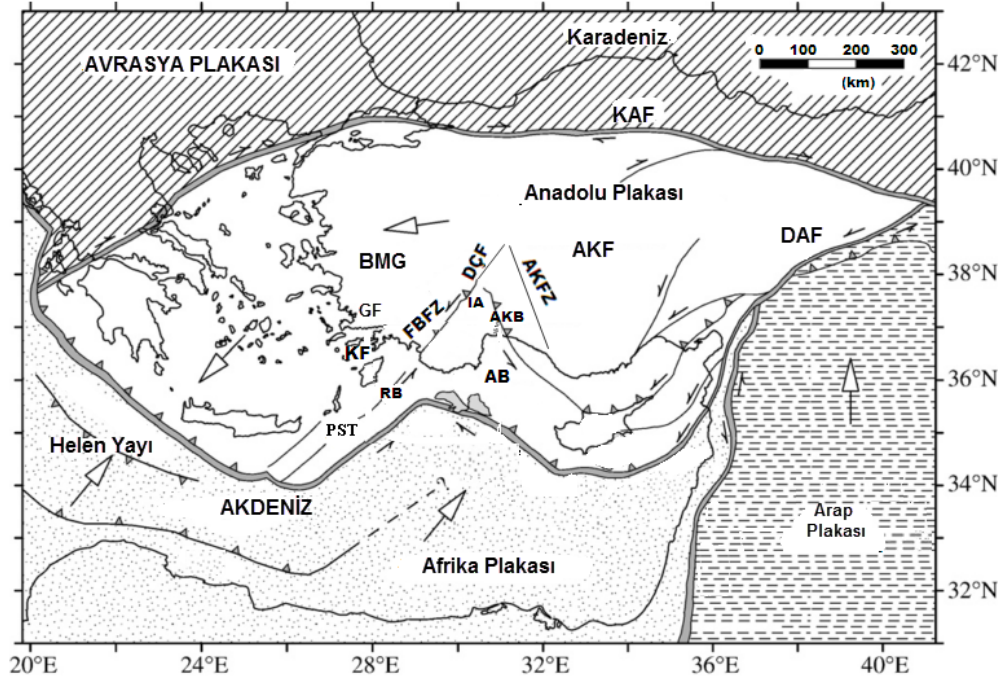 Karadeniz
0 100 200 300
(km)
AVRASYA PLAKASI
42°N
KAF
40°N
Anadolu Plakası
DAF
BMG
AKF
DÇF
AKFZ
38°N
IA
GF
FBFZ
AKB
KF
AB
36°N
RB
PST
Helen Yayı
34°N
AKDENİZ
?
Arap
Plakası
Afrika Plakası
32°N
20°E 24°E 28°E 32°E 36°E 40°E